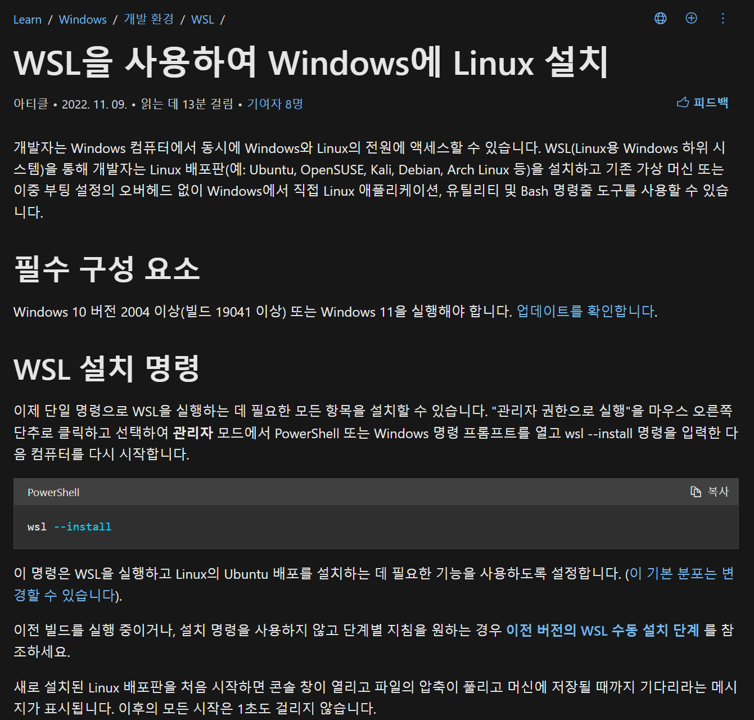 Learn / Windows / 개발 환경 / WSL /
WSL을 사용하여 Windows에 Linux 설치
아티클 • 2022. 11. 09. • 읽는 데 13분 걸림 • 기여자 8명
피드백
개발자는 Windows 컴퓨터에서 동시에 Windows와 Linux의 전원에 액세스할 수 있습니다. WSL(Linux용 Windows 하위 시
스템)을 통해 개발자는 Linux 배포판(예: Ubuntu, OpenSUSE, Kali, Debian, Arch Linux 등)을 설치하고 기존 가상 머신 또는
이중 부팅 설정의 오버헤드 없이 Windows에서 직접 Linux 애플리케이션, 유틸리티 및 Bash 명령줄 도구를 사용할 수 있습
니다.
필수 구성 요소
Windows 10 버전 2004 이상(빌드 19041 이상) 또는 Windows 11을 실행해야 합니다. 업데이트를 확인합니다.
WSL 설치 명령
이제 단일 명령으로 WSL을 실행하는 데 필요한 모든 항목을 설치할 수 있습니다. "관리자 권한으로 실행"을 마우스 오른쪽
단추로 클릭하고 선택하여 관리자 모드에서 PowerShell 또는 Windows 명령 프롬프트를 열고 wsl --install 명령을 입력한 다
음 컴퓨터를 다시 시작합니다.
PowerShell
복사
wsl --install
이 명령은 WSL을 실행하고 Linux의 Ubuntu 배포를 설치하는 데 필요한 기능을 사용하도록 설정합니다. (이 기본 분포는 변
경할 수 있습니다).
이전 빌드를 실행 중이거나, 설치 명령을 사용하지 않고 단계별 지침을 원하는 경우 이전 버전의 WSL 수동 설치 단계 를 참
조하세요.
새로 설치된 Linux 배포판을 처음 시작하면 콘솔 창이 열리고 파일의 압축이 풀리고 머신에 저장될 때까지 기다리라는 메시
지가 표시됩니다. 이후의 모든 시작은 1초도 걸리지 않습니다.